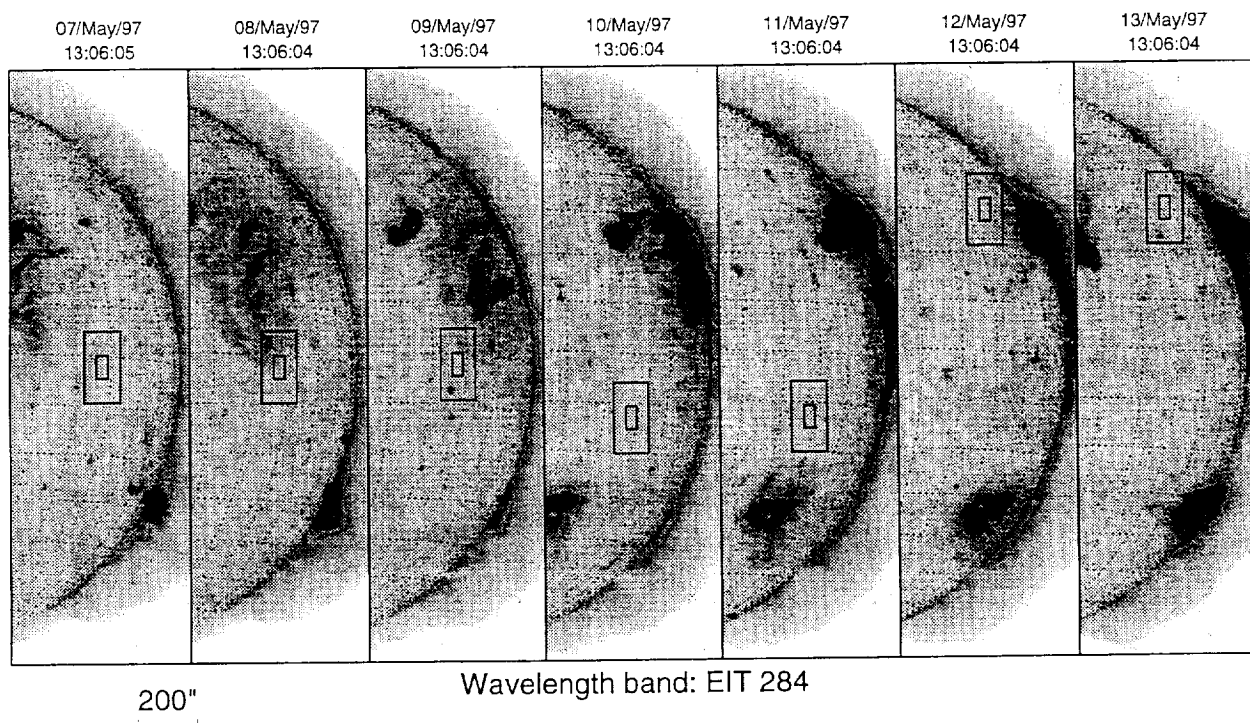 07/May/97 08/May/97 09/May/97 10/May/97 11/May/97 12/May/97 13/May/97
13:06:05 13:06:04 13:06:04 13:06:04 13:06:04 13:06:04 13:06:04
Wavelength band: EIT 284
200"